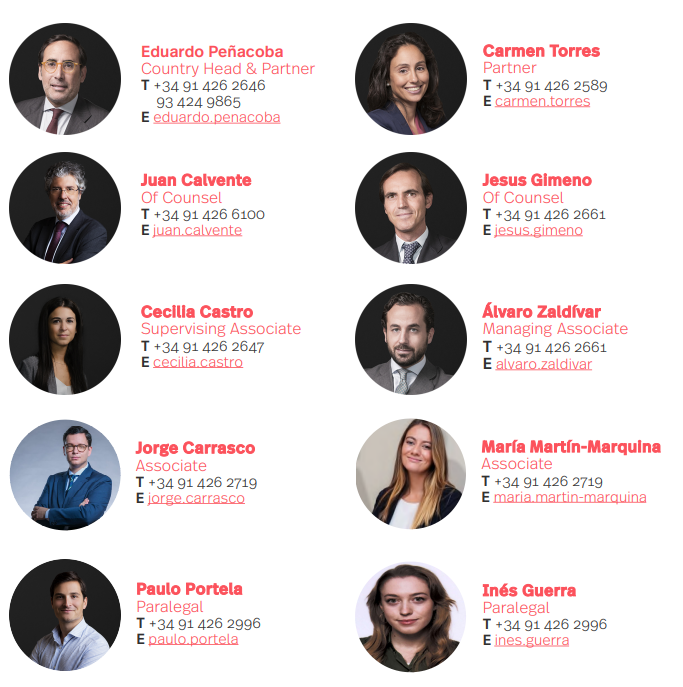 Eduardo Peñacoba
Country Head & Partner
T +34 91 426 2646
93 424 9865
E eduardo.penacoba
Carmen Torres
Partner
T +34 91 426 2589
E carmen.torres
Juan Calvente
Of Counsel
T +34 91 426 6100
E juan.calvente
Jesus Gimeno
Of Counsel
T +34 91 426 2661
E jesus.gimeno
Cecilia Castro
Supervising Associate
T +34 91 426 2647
E cecilia.castro
Álvaro Zaldívar
Managing Associate
T +34 91 426 2661
E alvaro.zaldivar
Jorge Carrasco
Associate
T +34 91 426 2719
E jorge.carrasco
María Martín-Marquina
Associate
T +34 91 426 2719
E maria.martin-marquina
Paulo Portela
Paralegal
T +34 91 426 2996
E paulo.portela
Inés Guerra
Paralegal
T +34 91 426 2996
E ines.guerra